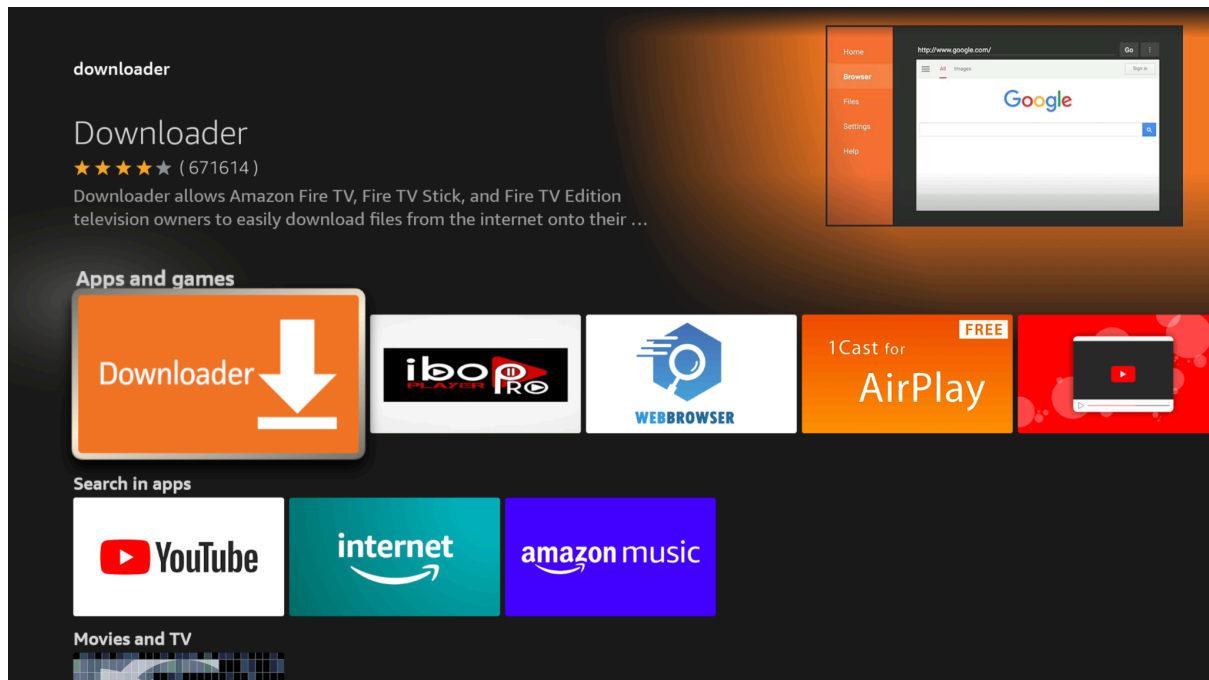 downloader
Downloader
(671614)
Downloader allows Amazon Fire TV, Fire TV Stick, and Fire TV Edition
television owners to easily download files from the internet onto their ...
Home
Browser
Files
Settings
Help
http://www.google.com/
Go
All Images
Sign in
Google
Apps and games
Downloader
ibo
PLAYER
PRO
WEBBROWSER
FREE
1Cast for
AirPlay
Search in apps
YouTube
internet
amazon music
Movies and TV